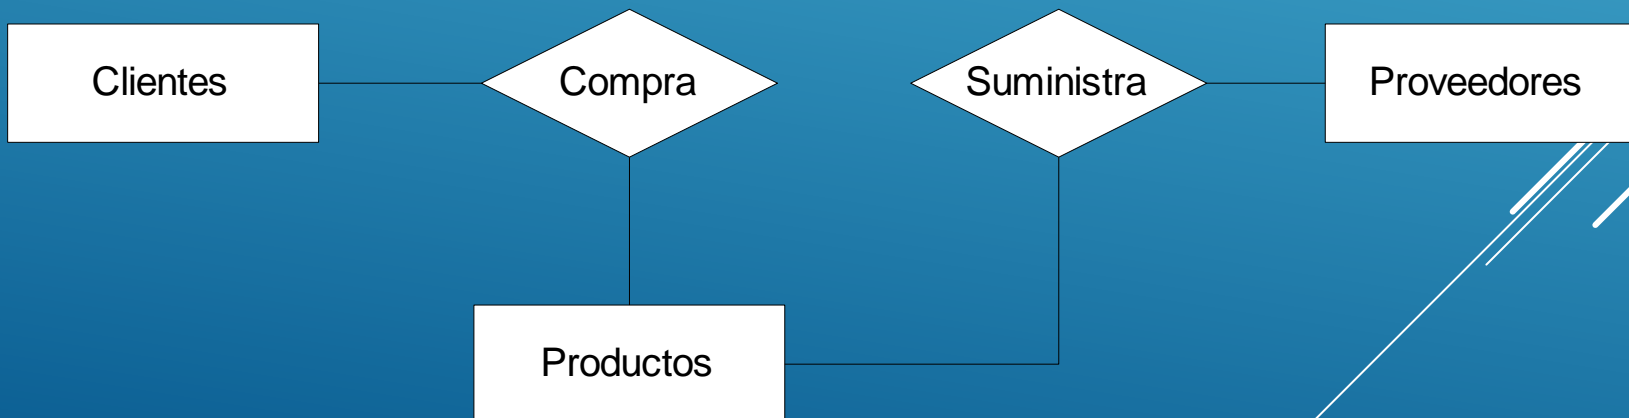 Clientes
Compra
Suministra
Proveedores
Productos